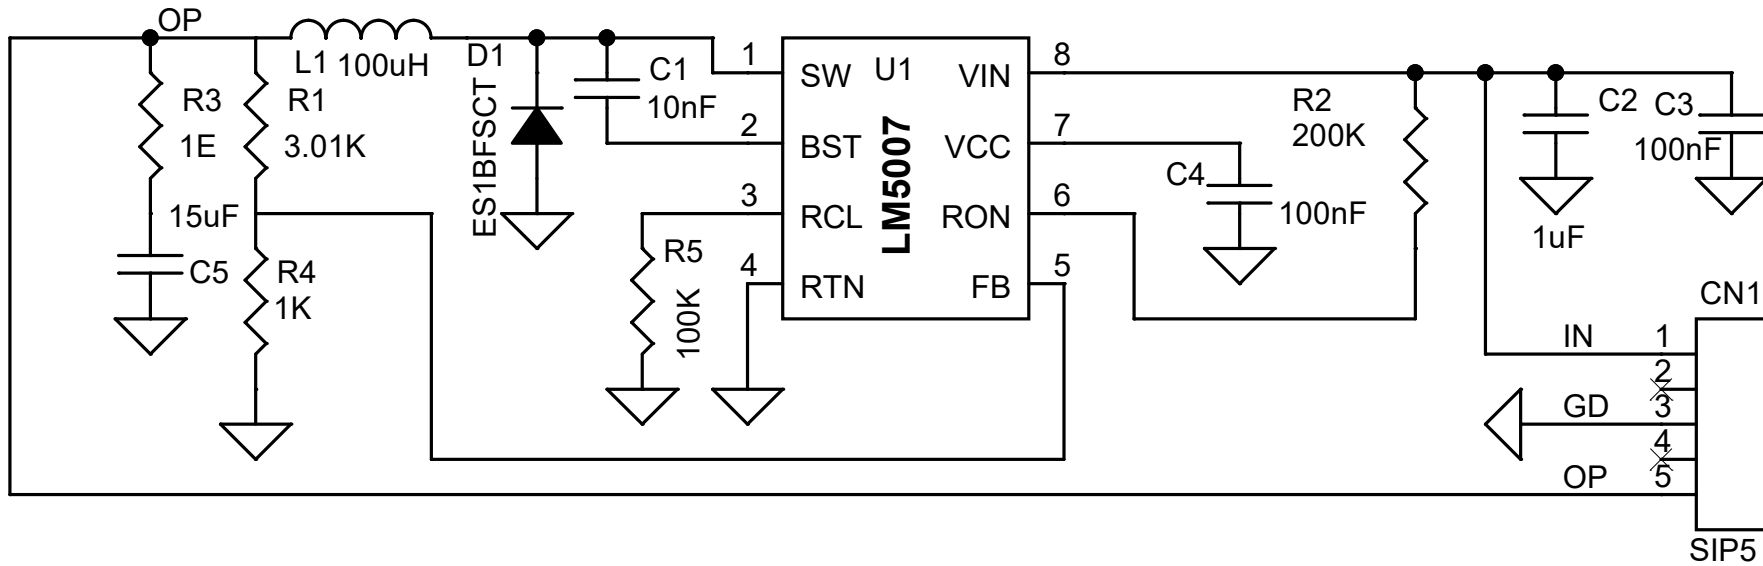 OP
L1 100uH
D1
ES1BFSCT
C1
10nF
R3
1E
R1
3.01K
15uF
C5
R4
1K
R5
100K
1
2
3
4
SW
BST
RCL
RTN
U1
LM5007
VIN
VCC
RON
FB
8
7
6
5
C4
100nF
R2
200K
C2
1uF
C3
100nF
CN1
IN 1
2
GD 3
4
OP 5
SIP5